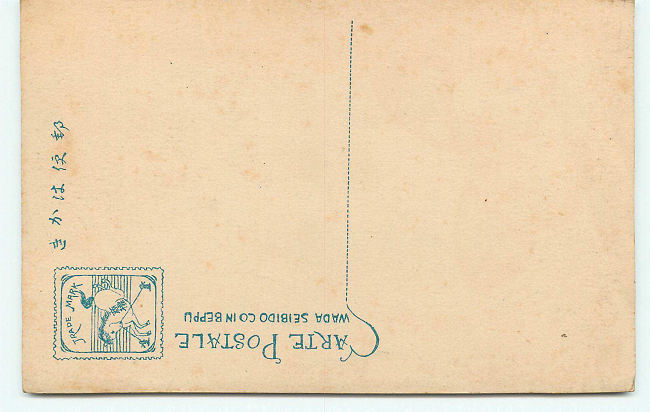 郵便はかき
CARTE POSTALE
WADA SEIBIDO CO IN BEPPU
TRADE MARK